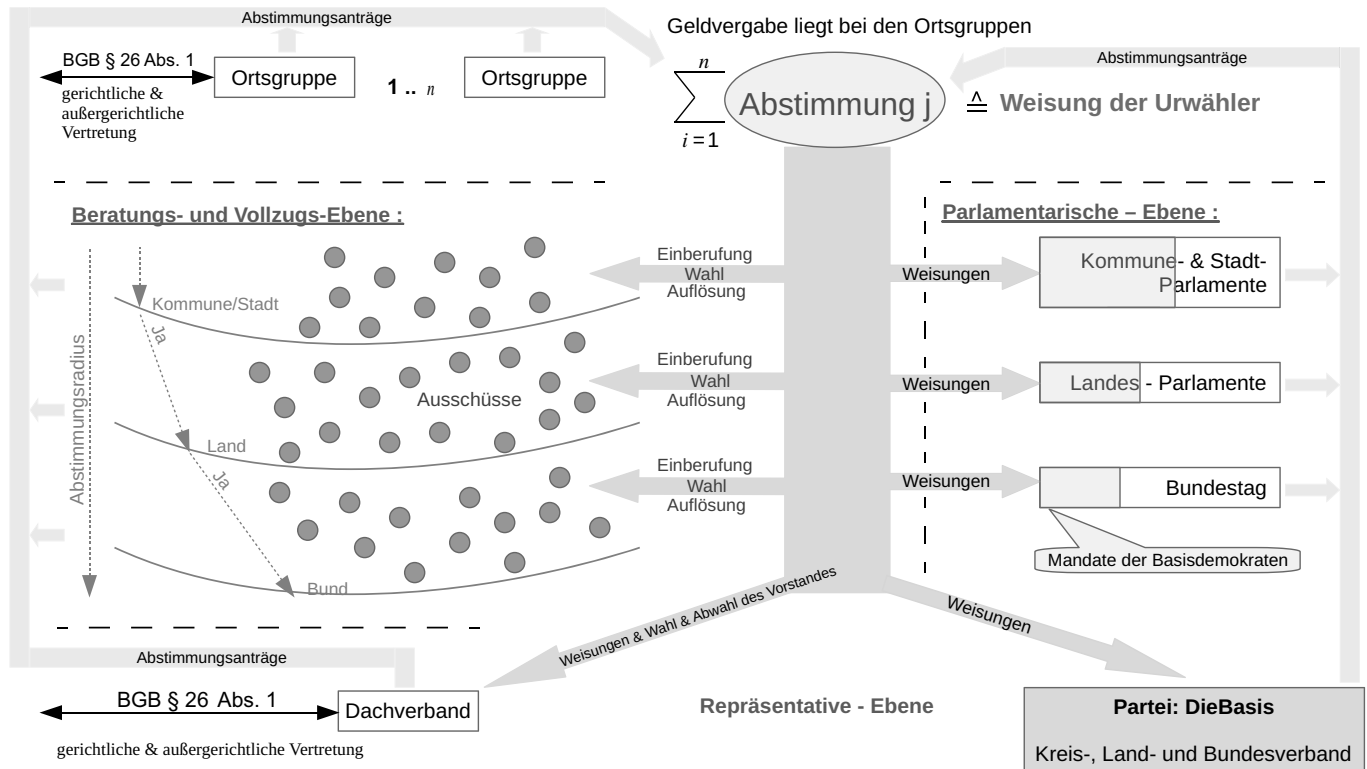 Abstimmungsanträge
Geldvergabe liegt bei den Ortsgruppen
BGB § 26 Abs. 1
gerichtliche &
außergerichtliche
Vertretung
Ortsgruppe
1 .. n
Ortsgruppe
n
∑
i = 1
Abstimmung j
≙ Weisung der Urwähler
Abstimmungsanträge
Beratungs- und Vollzugs-Ebene :
Parlamentarische – Ebene :
Abstimmungsradius
Kommune/Stadt
Ja
Land
Ja
Bund
Ausschüsse
Einberufung
Wahl
Auflösung
Weisungen
Kommune- & Stadt-
Parlamente
Einberufung
Wahl
Auflösung
Weisungen
Landes - Parlamente
Einberufung
Wahl
Auflösung
Weisungen
Bundestag
Mandate der Basisdemokraten
Weisungen & Wahl & Abwahl des Vorstandes
Weisungen
Abstimmungsanträge
BGB § 26 Abs. 1
gerichtliche & außergerichtliche Vertretung
Dachverband
Repräsentative - Ebene
Partei: DieBasis
Kreis-, Land- und Bundesverband